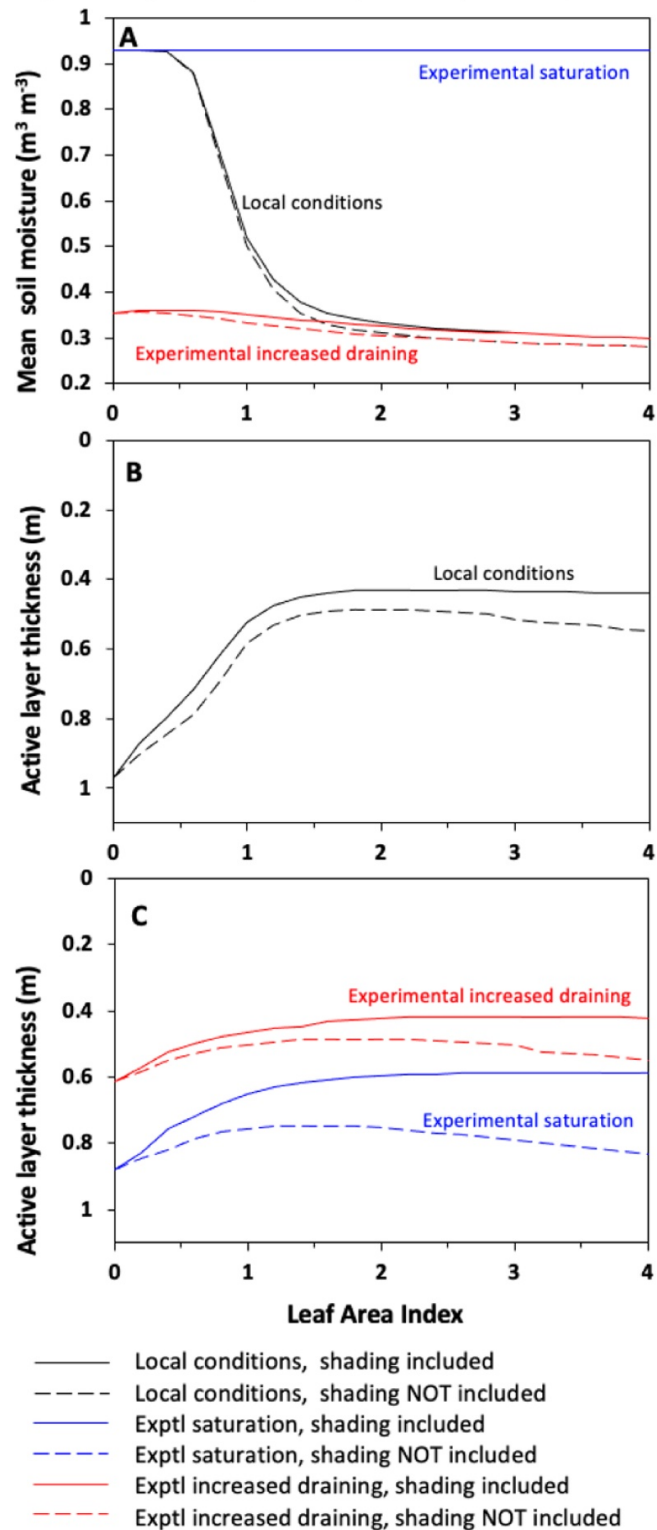 A
1
0.9
0.8
0.7
0.6
0.5
0.4
0.3
0.2
Mean soil moisture (m³ m⁻³)
Experimental saturation
Local conditions
Experimental increased draining
0 1 2 3 4
B
0
0.2
0.4
0.6
0.8
1
Active layer thickness (m)
Local conditions
0 1 2 3 4
C
0
0.2
0.4
0.6
0.8
1
Active layer thickness (m)
Experimental increased draining
Experimental saturation
0 1 2 3 4
Leaf Area Index
Local conditions, shading included
Local conditions, shading NOT included
Exptl saturation, shading included
Exptl saturation, shading NOT included
Exptl increased draining, shading included
Exptl increased draining, shading NOT included